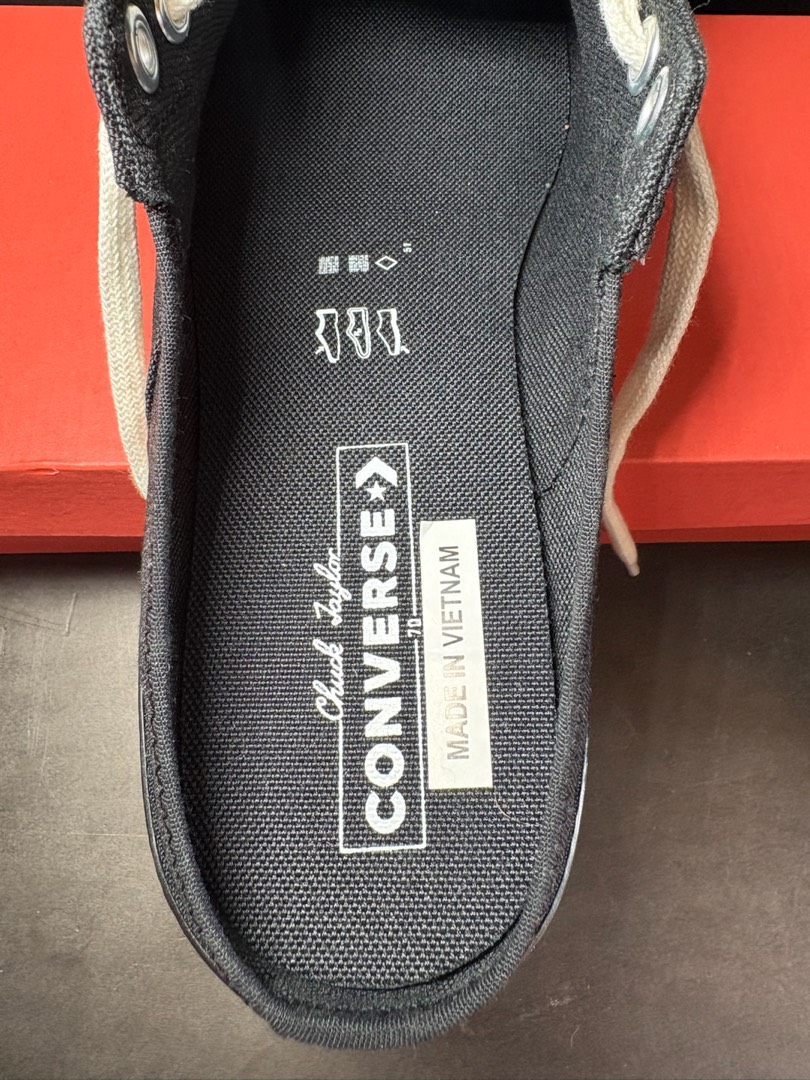 Chuck Taylor
CONVERSE
70
MADE IN VIETNAM